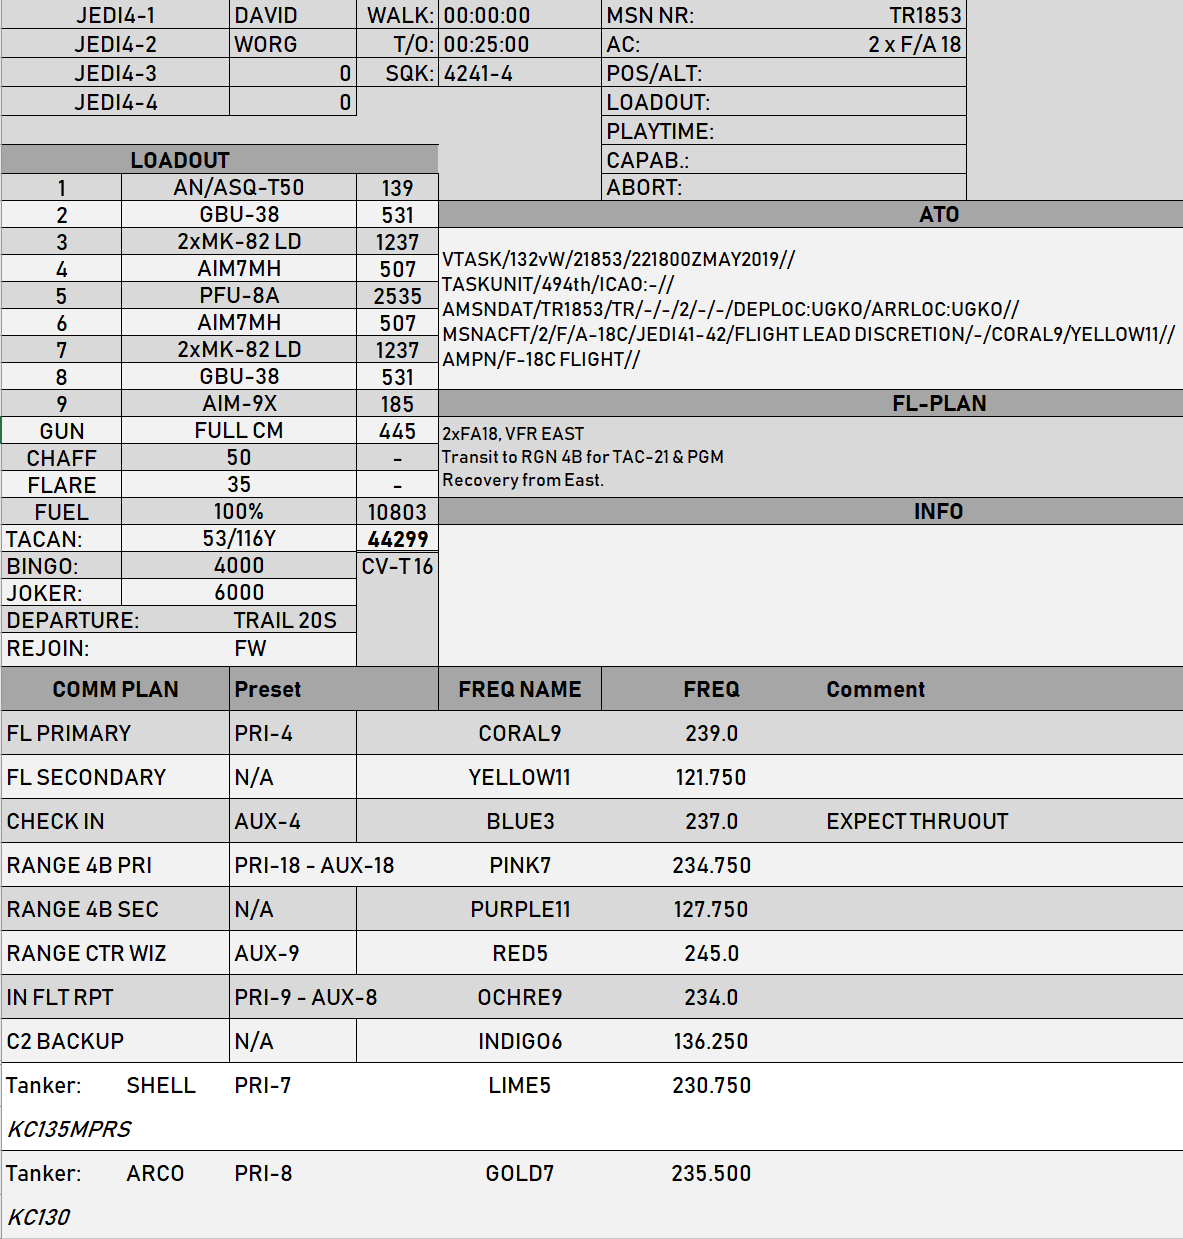 JEDI4-1 DAVID WALK: 00:00:00 MSN NR: TR1853
JEDI4-2 WORG T/O: 00:25:00 AC: 2 x F/A 18
JEDI4-3 0 SQK: 4241-4 POS/ALT:
JEDI4-4 0 LOADOUT:
PLAYTIME:
LOADOUT CAPAB.:
1 AN/ASQ-T50 139 ABORT:
2 GBU-38 531 ATO
3 2xMK-82 LD 1237
4 AIM7MH 507
5 PFU-8A 2535
6 AIM7MH 507
7 2xMK-82 LD 1237
8 GBU-38 531
VTASK/132vW/21853/221800ZMAY2019//
TASKUNIT/494th/ICAO:-//
AMSNDAT/TR1853/TR/-/-/2/-/-/DEPLOC:UGKO/ARRLOC:UGKO//
MSNACFT/2/F/A-18C/JEDI41-42/FLIGHT LEAD DISCRETION/-/CORAL9/YELLOW11//
AMPN/F-18C FLIGHT//
9 AIM-9X 185 FL-PLAN
GUN FULL CM 445
CHAFF 50 -
FLARE 35 -
2xFA18, VFR EAST
Transit to RGN 4B for TAC-21 & PGM
Recovery from East.
FUEL 100% 10803 INFO
TACAN: 53/116Y 44299
BINGO: 4000 CV-T16
JOKER: 6000
DEPARTURE: TRAIL 20S
REJOIN: FW
COMM PLAN Preset FREQ NAME FREQ Comment
FL PRIMARY PRI-4 CORAL9 239.0
FL SECONDARY N/A YELLOW11 121.750
CHECK IN AUX-4 BLUE3 237.0 EXPECT THRUOUT
RANGE 4B PRI PRI-18 - AUX-18 PINK7 234.750
RANGE 4B SEC N/A PURPLE11 127.750
RANGE CTR WIZ AUX-9 RED5 245.0
IN FLT RPT PRI-9 - AUX-8 OCHRE9 234.0
C2 BACKUP N/A INDIGO6 136.250
Tanker: SHELL PRI-7 LIME5 230.750
KC135MPRS
Tanker: ARCO PRI-8 GOLD7 235.500
KC130